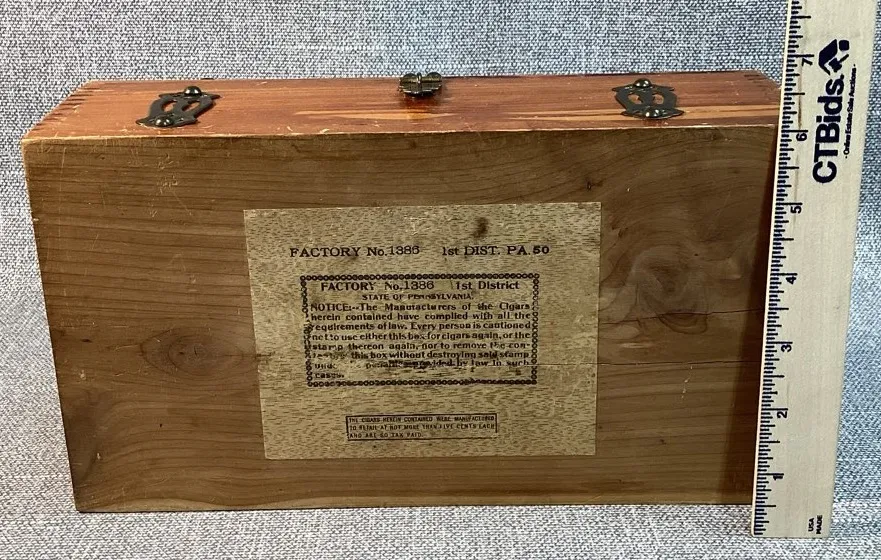 FACTORY No. 1386 1st DIST. PA. 50
FACTORY No. 1386 1st District
STATE OF PENNSYLVANIA.
NOTICE:--The Manufacturers of the Cigars
herein contained have complied with all the
requirements of law. Every person is cautioned
not to use either this box for cigars again, or the
stamp thereon again, nor to remove the con-
this box without destroying said stamp
provided by law in such
cases.
THE CIGARS HEREIN CONTAINED WERE MANUFACTURED
TO RETAIL AT NOT MORE THAN FIVE CENTS EACH
AND ARE SO TAX PAID
CTBids
- Online Estate Sale Auctions -
7
6
5
4
3
2
1
USA
MADE